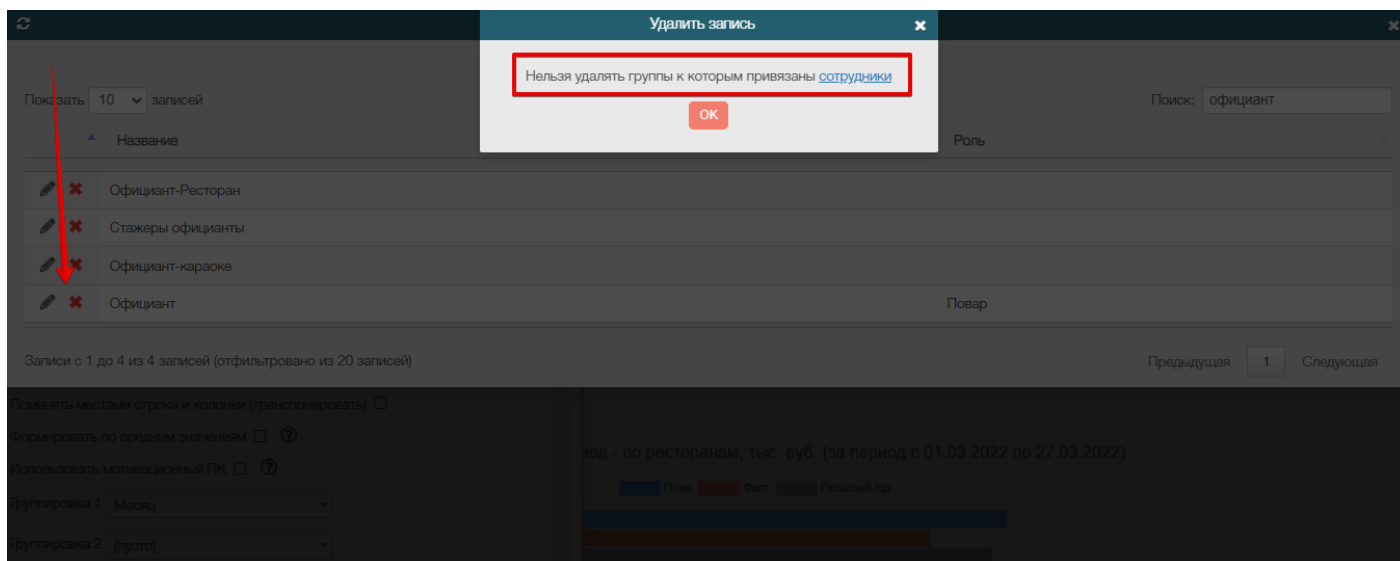 Удалить запись
Нельзя удалять группы к которым привязаны сотрудники
ОК
Показать 10 записей
Поиск: официант
Название Роль
Официант-Ресторан
Стажеры официанты
Официант-караоке
Официант Повар
Записи с 1 до 4 из 4 записей (отфильтровано из 20 записей)
Предыдущая 1 Следующая
Поменять местами строки и колонки (транспонировать)
Формировать по средним значениям
Использовать мотивационный ПК
иод - по ресторанам, тыс. руб. (за период с 01.03.2022 по 27.03.2022)
План Факт Прошлый год
Группировка 1 Месяц
Группировка 2 (пусто)